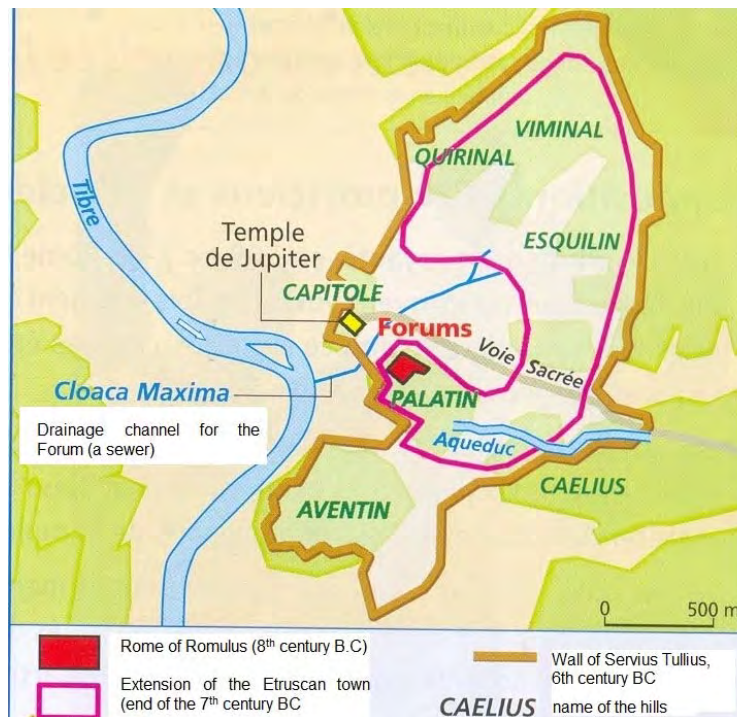 VIMINAL
QUIRINAL
Tibre
ESQUILIN
Temple
de Jupiter
CAPITOLE
Forums
Voie Sacrée
Cloaca Maxima
PALATIN
Drainage channel for the
Forum (a sewer)
Aqueduc
CAELIUS
AVENTIN
0 500 m
Rome of Romulus (8th century B.C)
Extension of the Etruscan town
(end of the 7th century BC
Wall of Servius Tullius,
6th century BC
CAELIUS name of the hills